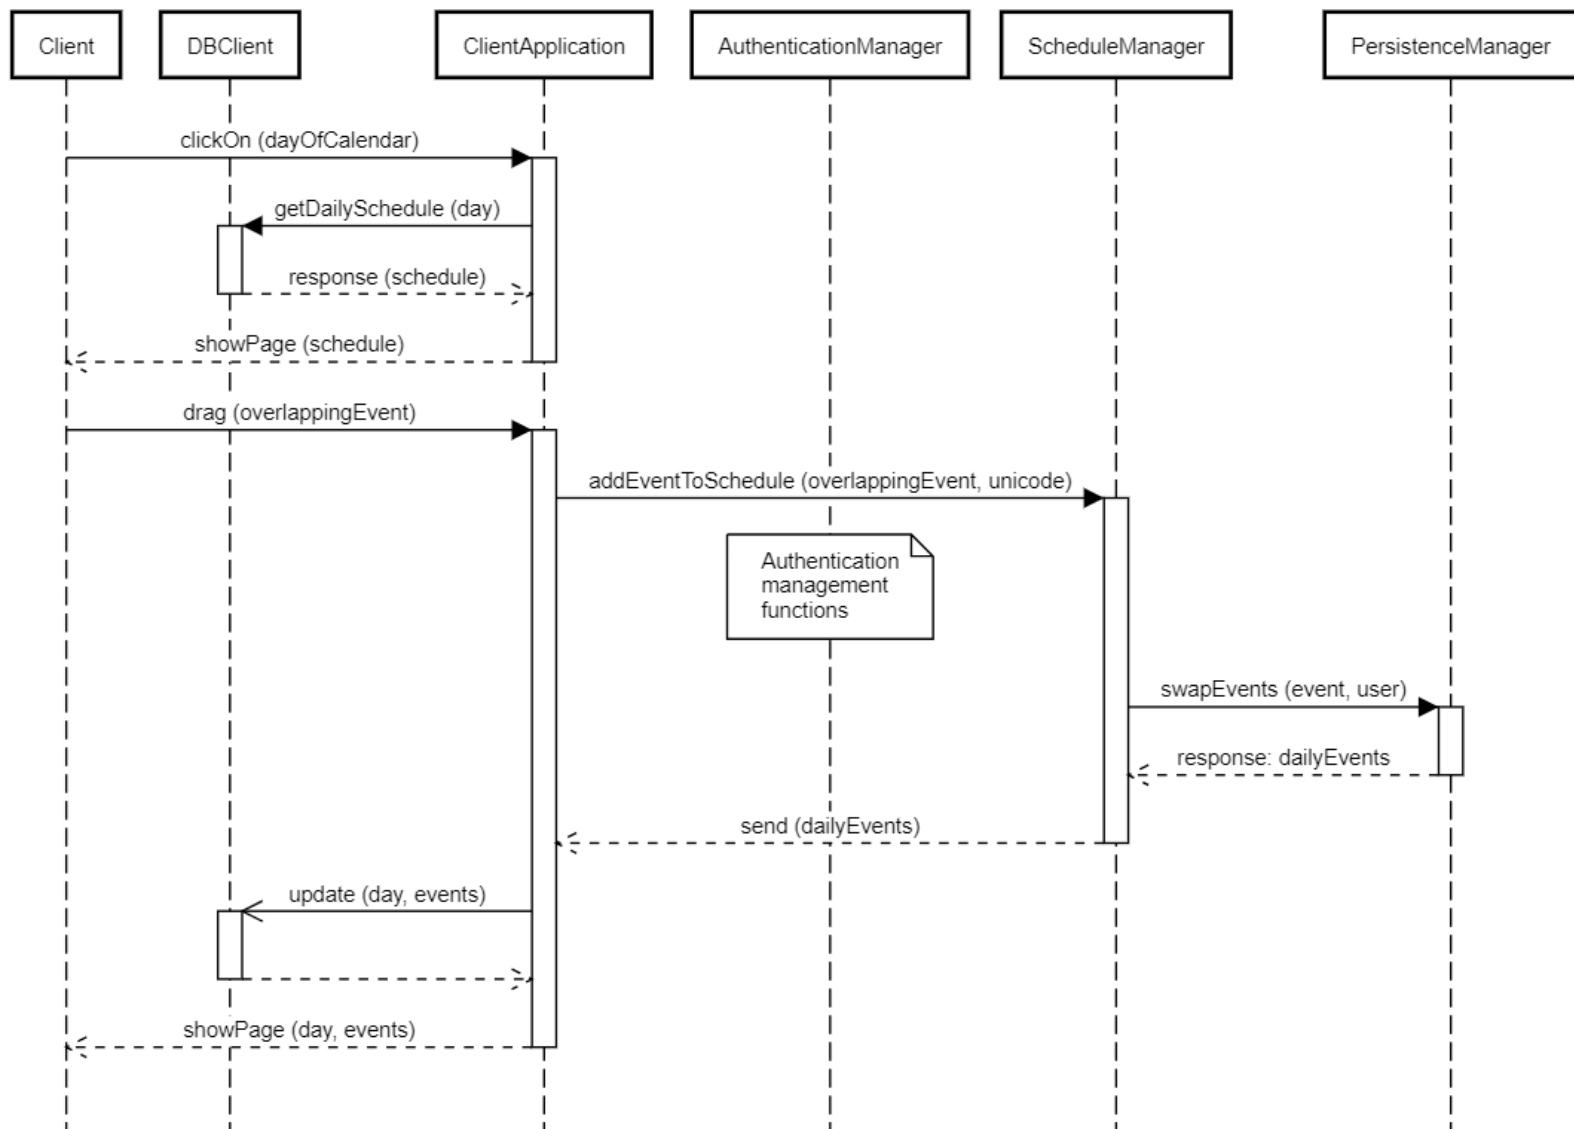 Client
DBClient
ClientApplication
AuthenticationManager
ScheduleManager
PersistenceManager
clickOn (dayOfCalendar)
getDailySchedule (day)
response (schedule)
showPage (schedule)
drag (overlappingEvent)
addEventToSchedule (overlappingEvent, unicode)
Authentication
management
functions
swapEvents (event, user)
response: dailyEvents
send (dailyEvents)
update (day, events)
showPage (day, events)